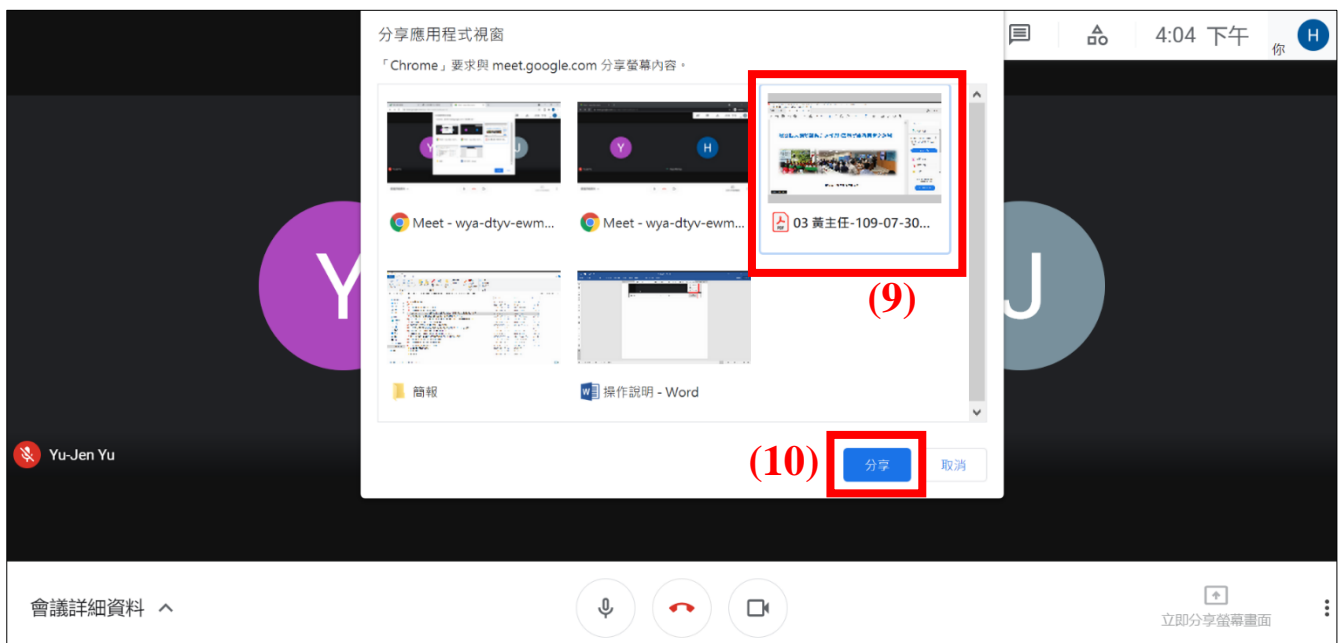 分享應用程式視窗
「Chrome」要求與 meet.google.com 分享螢幕內容。
4:04 下午
你
H
Y
H
Meet - wya-dtyv-ewm...
Meet - wya-dtyv-ewm...
03 黃主任-109-07-30...
(9)
Y
J
簡報
操作說明 - Word
Yu-Jen Yu
(10)
分享
取消
會議詳細資料
立即分享螢幕畫面